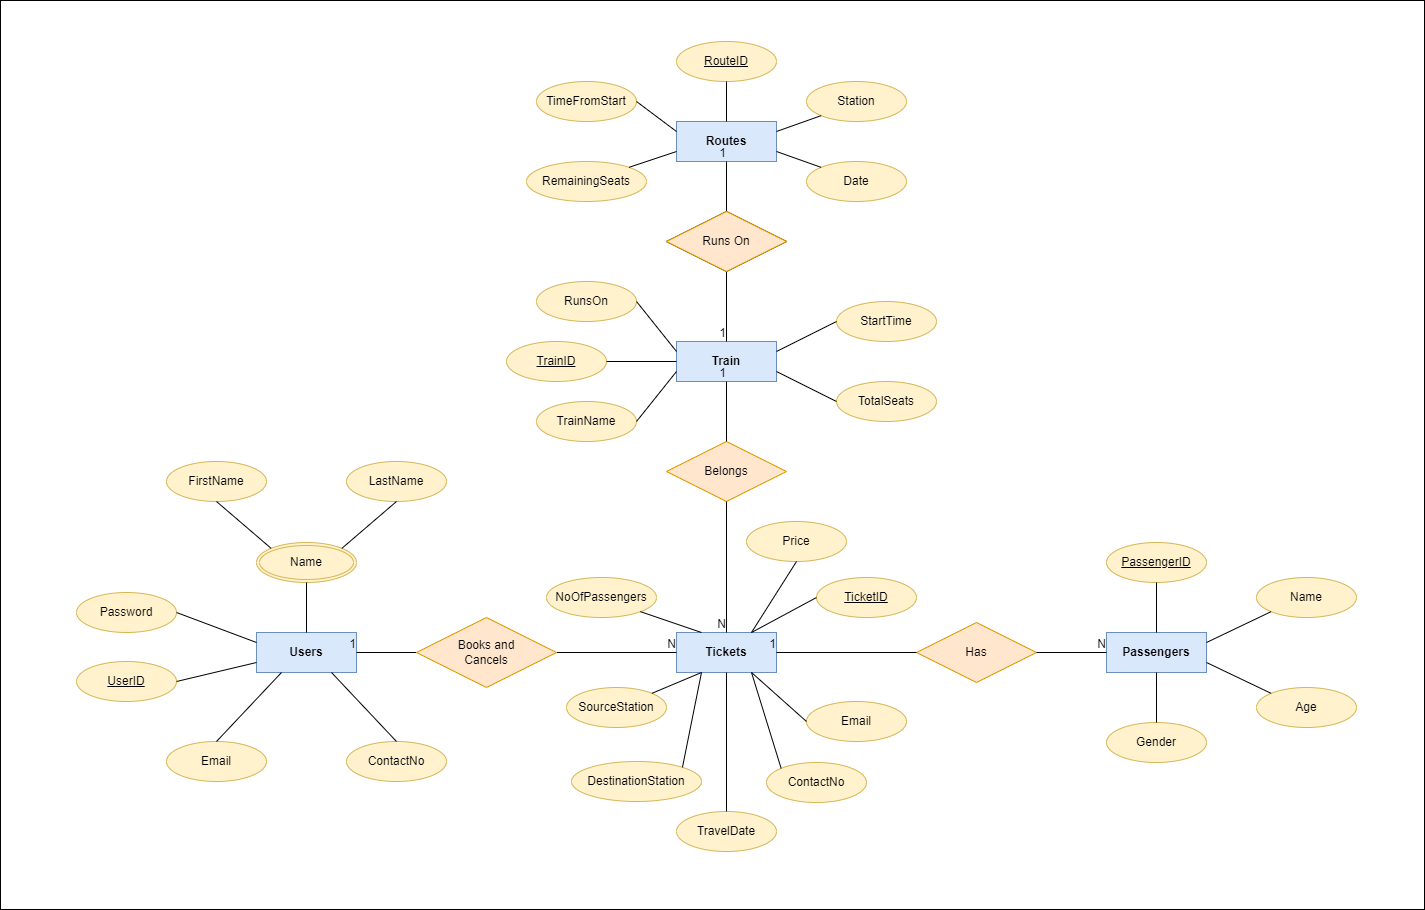 RouteID
TimeFromStart
Station
Routes
1
RemainingSeats
Date
Runs On
RunsOn
StartTime
1
TrainID
Train
1
TrainName
TotalSeats
Belongs
FirstName
LastName
Name
Price
PassengerID
NoOfPassengers
TicketID
Name
Password
N
Users
1
Books and
Cancels
N
Tickets
1
Has
N
Passengers
UserID
SourceStation
Email
Age
Gender
Email
ContactNo
DestinationStation
ContactNo
TravelDate